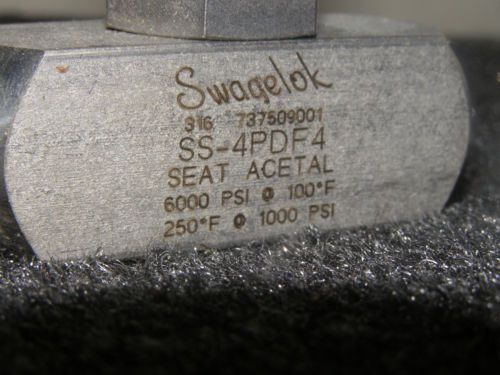 Swagelok
316 737509001
SS-4PDF4
SEAT ACETAL
6000 PSI @ 100°F
250°F @ 1000 PSI